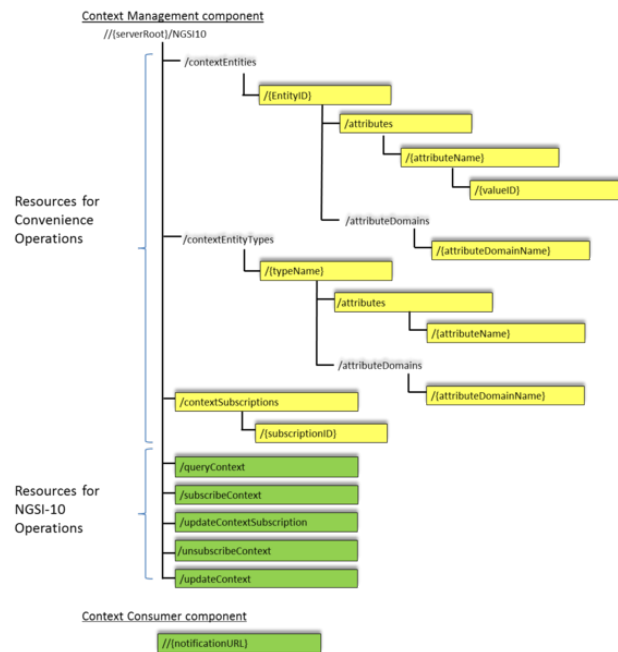 Context Management component
//{serverRoot}/NGSI10
/contextEntities
/{EntityID}
/attributes
/{attributeName}
/{valueID}
/attributeDomains
/{attributeDomainName}
Resources for
Convenience
Operations
/contextEntityTypes
/{typeName}
/attributes
/{attributeName}
/attributeDomains
/{attributeDomainName}
/contextSubscriptions
/{subscriptionID}
Resources for
NGSI-10
Operations
/queryContext
/subscribeContext
/updateContextSubscription
/unsubscribeContext
/updateContext
Context Consumer component
//{notificationURL}